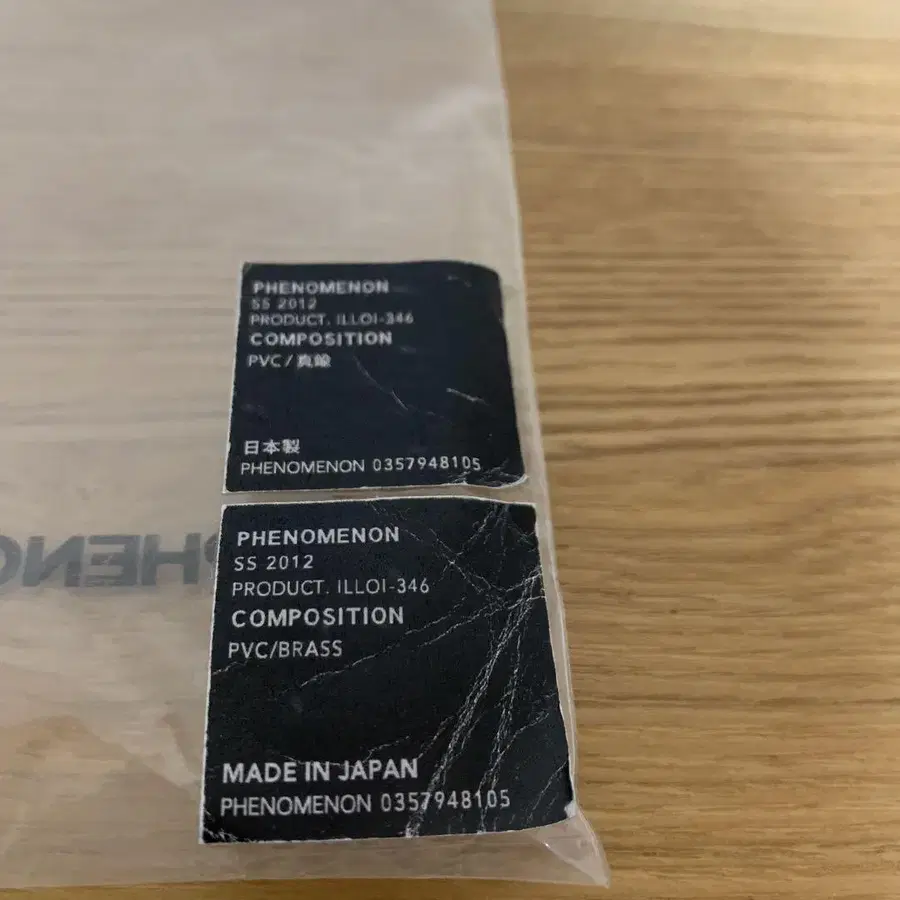 PHENOMENON
SS 2012
PRODUCT. ILLOI-346
COMPOSITION
PVC/真鍮
日本製
PHENOMENON 0357948105
PHENO
PHENOMENON
SS 2012
PRODUCT. ILLOI-346
COMPOSITION
PVC/BRASS
MADE IN JAPAN
PHENOMENON 0357948105